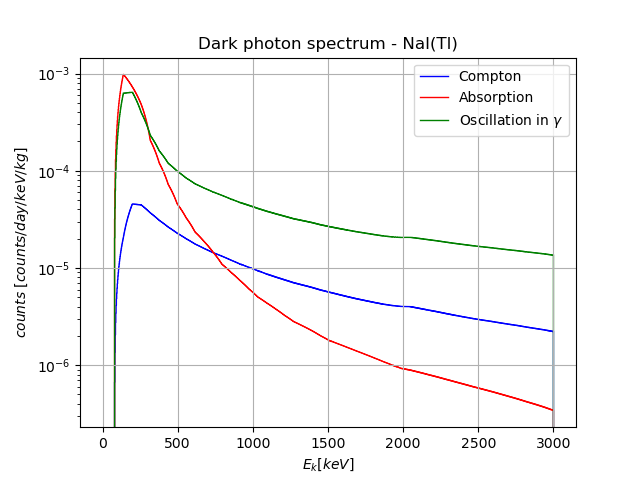 Dark photon spectrum - NaI(Tl)
Compton
Absorption
Oscillation in γ
10⁻³
10⁻⁴
10⁻⁵
10⁻⁶
counts [counts/day/keV/kg]
0 500 1000 1500 2000 2500 3000
E_k[keV]